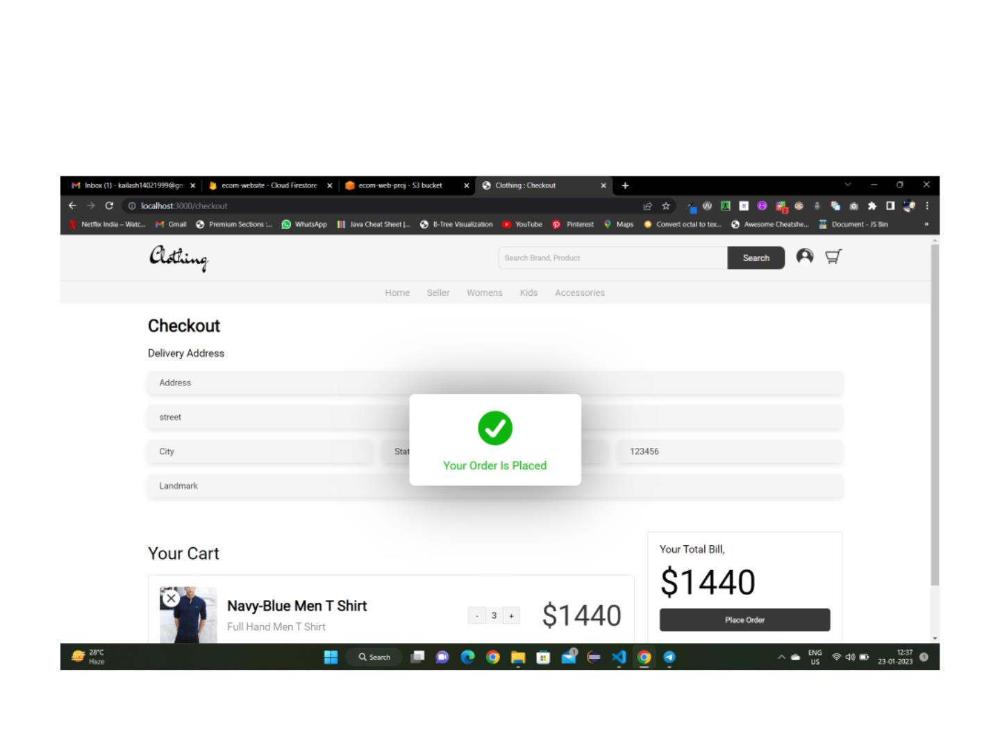 Inbox (1) - kailash14021999@gm
ecom-website - Cloud Firestore
ecom-web-proj - S3 bucket
Clothing : Checkout
localhost:3000/checkout
Netflix India – Watc...
Gmail
Premium Sections :...
WhatsApp
Java Cheat Sheet |...
B-Tree Visualization
YouTube
Pinterest
Maps
Convert octal to tex...
Awesome Cheatshe...
Document - JS Bin
»
Clothing
Search Brand, Product
Search
Home
Seller
Womens
Kids
Accessories
Checkout
Delivery Address
Address
street
City
Stat
123456
Landmark
Your Order Is Placed
Your Cart
Navy-Blue Men T Shirt
Full Hand Men T Shirt
- 3 +
$1440
Your Total Bill,
$1440
Place Order
28°C
Haze
Search
ENG
US
12:37
23-01-2023